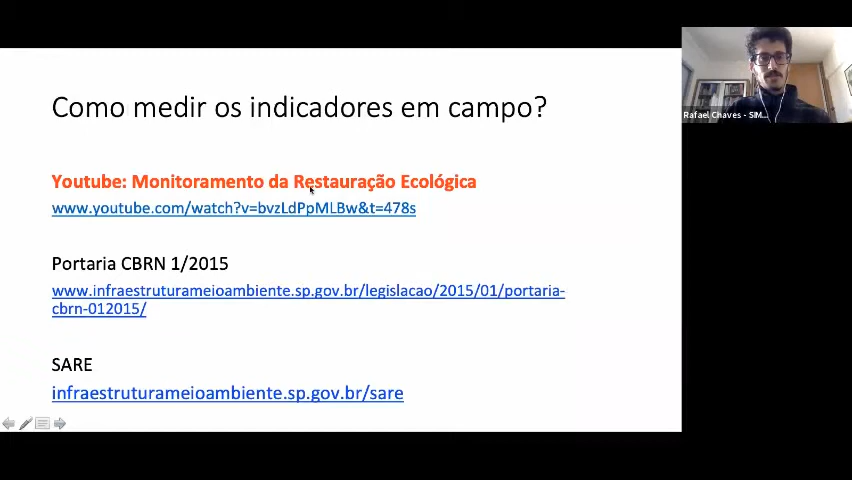 Como medir os indicadores em campo?
Youtube: Monitoramento da Restauração Ecológica
www.youtube.com/watch?v=bvzLdPpMLBw&t=478s
Portaria CBRN 1/2015
www.infraestruturameioambiente.sp.gov.br/legislacao/2015/01/portaria-
cbrn-012015/
SARE
infraestruturameioambiente.sp.gov.br/sare
Rafael Chaves - SIM...